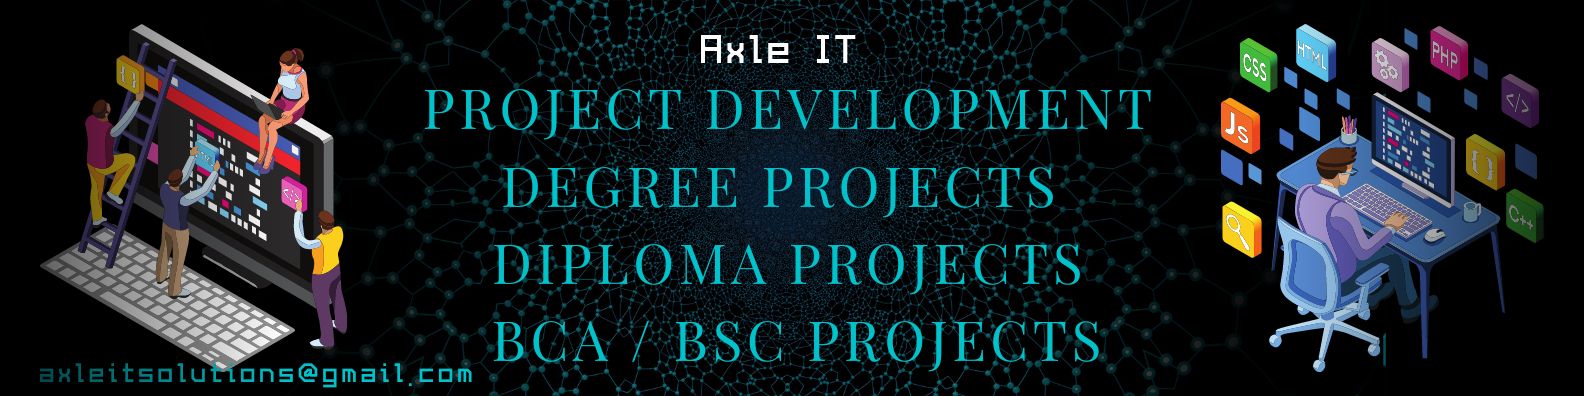 Axle IT
PROJECT DEVELOPMENT
DEGREE PROJECTS
DIPLOMA PROJECTS
BCA / BSC PROJECTS
axleitsolutions@gmail.com
{}
</>
CSS
HTML
PHP
</>
JS
{}
C++